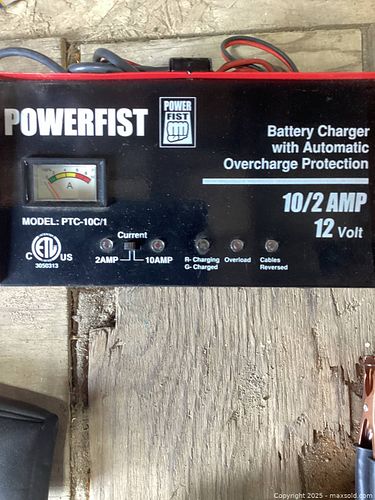 POWERFIST
POWER
FIST
Battery Charger
with Automatic
Overcharge Protection
A
10/2 AMP
12 Volt
MODEL: PTC-10C/1
C ETL US
3050313
Current
2AMP 10AMP
R- Charging
G- Charged
Overload
Cables
Reversed
Copyright 2025 - maxsold.com